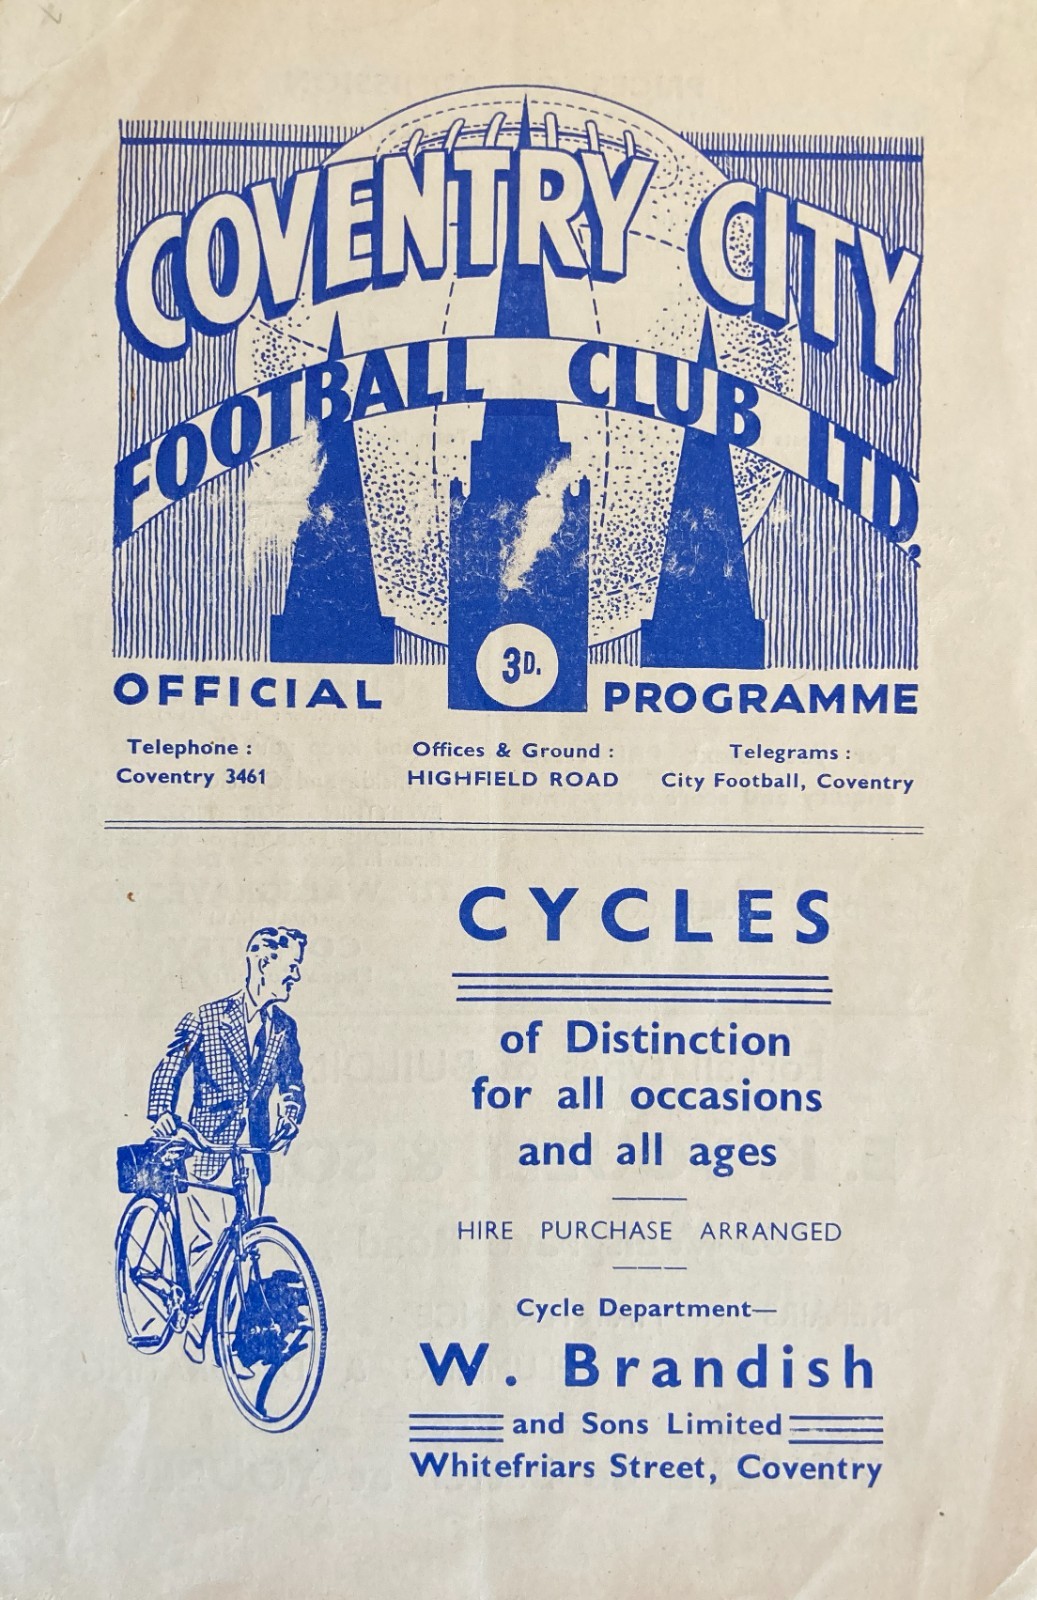 COVENTRY CITY
FOOTBALL CLUB LTD.
3D.
OFFICIAL PROGRAMME
Telephone :
Coventry 3461
Offices & Ground :
HIGHFIELD ROAD
Telegrams :
City Football, Coventry
CYCLES
of Distinction
for all occasions
and all ages
HIRE PURCHASE ARRANGED
Cycle Department—
W. Brandish
and Sons Limited
Whitefriars Street, Coventry